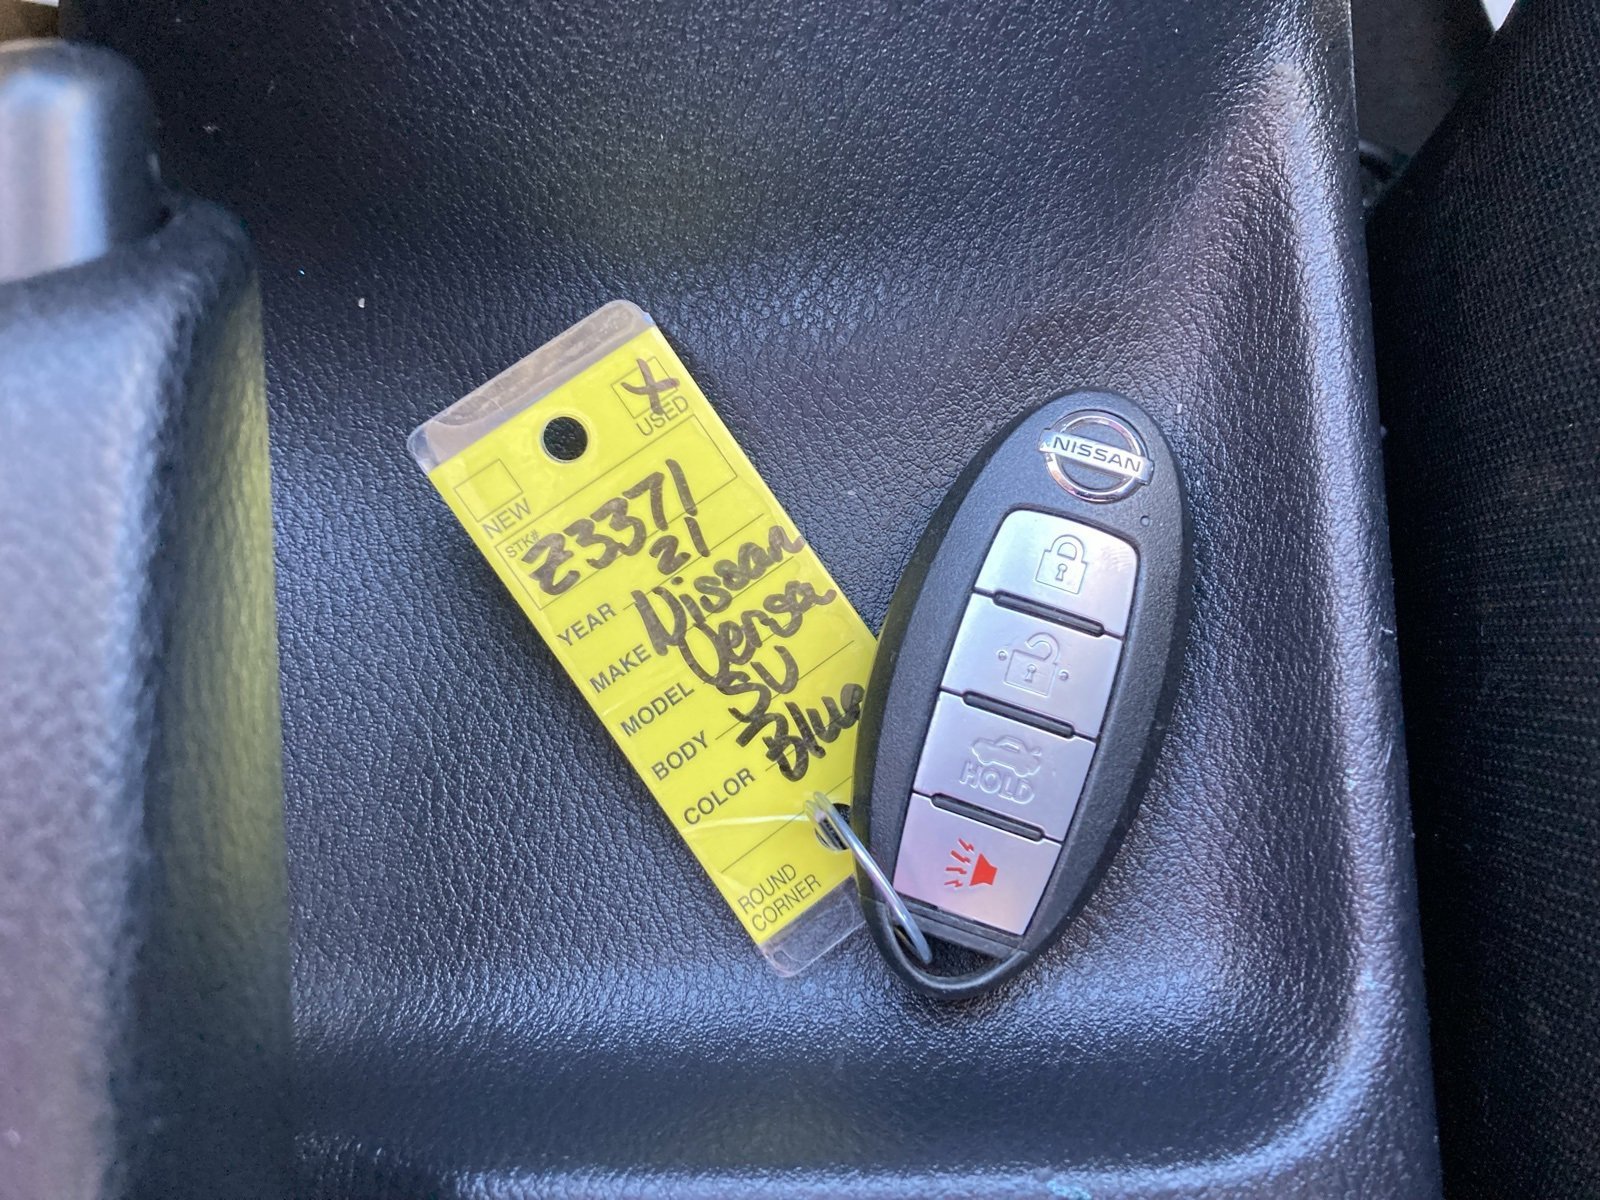 X
USED
NEW
STK# Z3371
YEAR 21
MAKE Nissan
MODEL Versa
BODY SV
COLOR Blue
ROUND
CORNER
NISSAN
HOLD